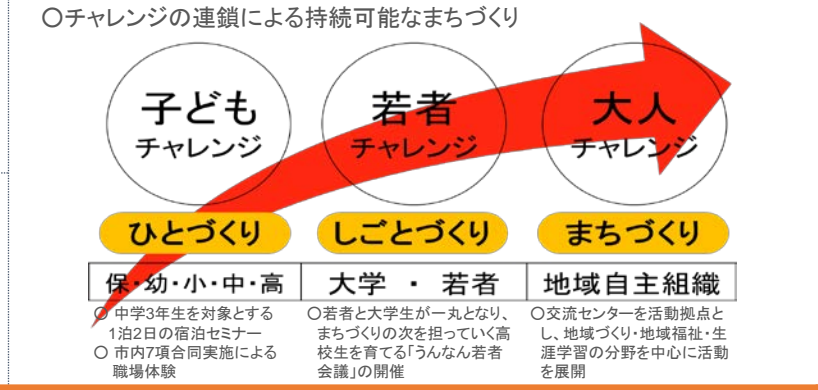 〇チャレンジの連鎖による持続可能なまちづくり
子ども
チャレンジ
若者
チャレンジ
大人
チャレンジ
ひとづくり
しごとづくり
まちづくり
保・幼・小・中・高
大学 ・ 若者
地域自主組織
〇 中学3年生を対象とする
1泊2日の宿泊セミナー
〇 市内7項合同実施による
職場体験
〇若者と大学生が一丸となり、
まちづくりの次を担っていく高
校生を育てる「うんなん若者
会議」の開催
〇交流センターを活動拠点と
し、地域づくり・地域福祉・生
涯学習の分野を中心に活動
を展開